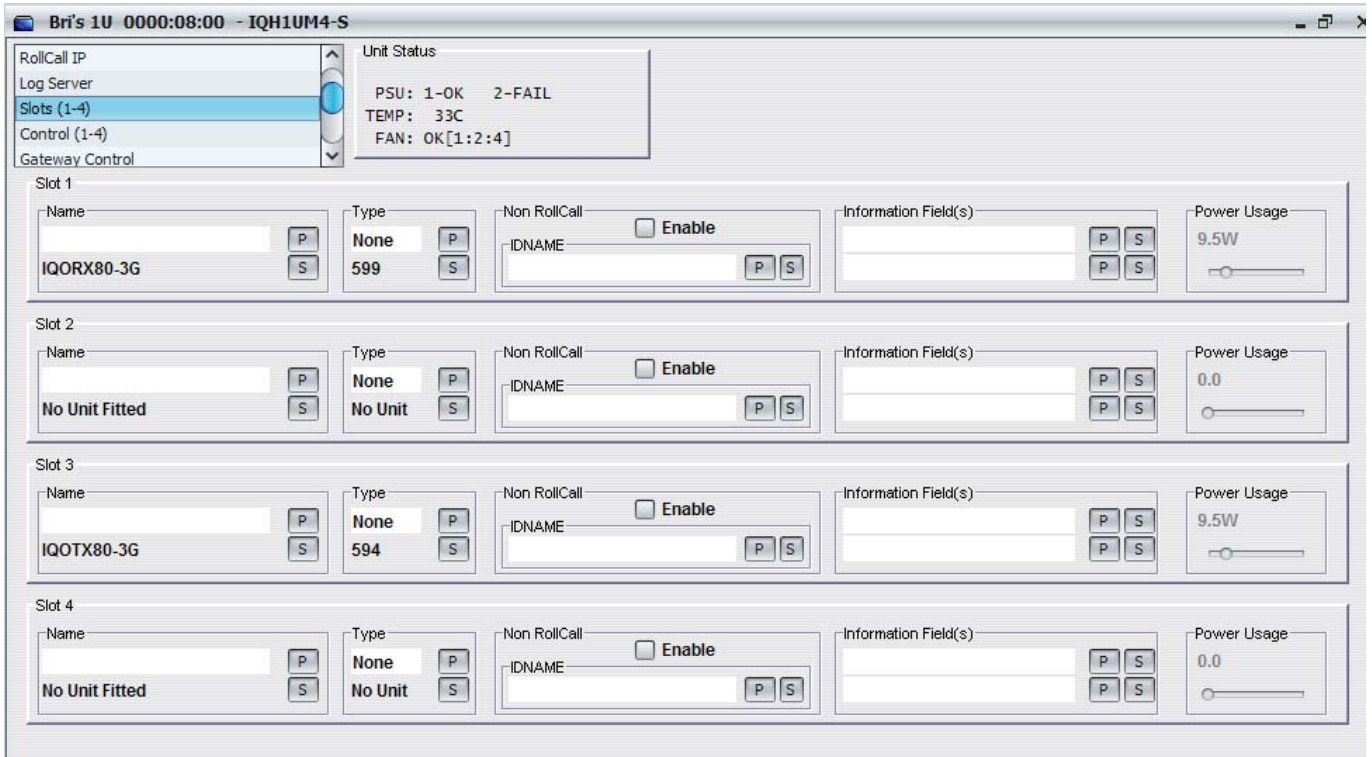 Bri's 1U 0000:08:00 - IQH1UM4-S
RollCall IP
Log Server
Slots (1-4)
Control (1-4)
Gateway Control
Unit Status
PSU: 1-OK 2-FAIL
TEMP: 33C
FAN: OK[1:2:4]
Slot 1
Name Type Non RollCall Information Field(s) Power Usage
Enable
None P P P S 9.5W
IDNAME
IQORX80-3G S 599 S P S P S
Slot 2
Name Type Non RollCall Information Field(s) Power Usage
Enable
P None P P S 0.0
IDNAME
No Unit Fitted S No Unit S P S P S
Slot 3
Name Type Non RollCall Information Field(s) Power Usage
Enable
P None P P S 9.5W
IDNAME
IQOTX80-3G S 594 S P S P S
Slot 4
Name Type Non RollCall Information Field(s) Power Usage
Enable
P None P P S 0.0
IDNAME
No Unit Fitted S No Unit S P S P S